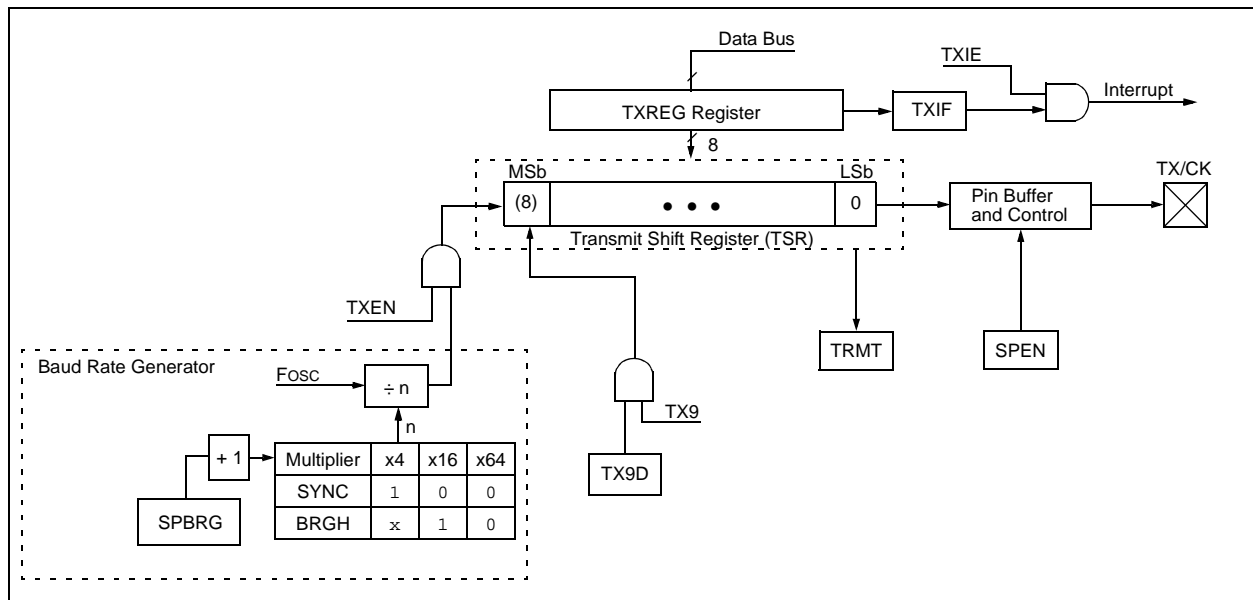 Data Bus
TXIE
Interrupt
TXREG Register
TXIF
8
MSb
LSb
TX/CK
(8)
• • •
0
Pin Buffer
and Control
Transmit Shift Register (TSR)
TXEN
TRMT
SPEN
Baud Rate Generator
FOSC
÷ n
n
TX9
+ 1
Multiplier x4 x16 x64
TX9D
SYNC 1 0 0
SPBRG
BRGH x 1 0